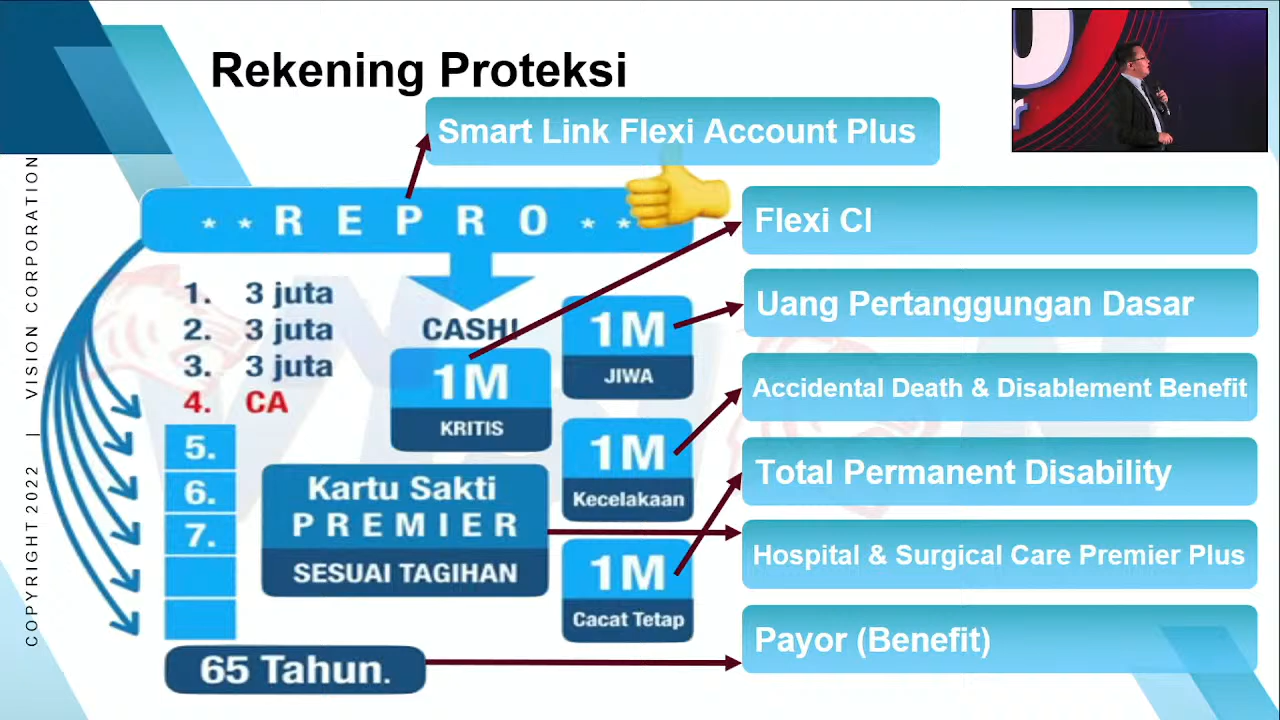 Rekening Proteksi
Smart Link Flexi Account Plus
* * R E P R O * *
Flexi CI
1. 3 juta
2. 3 juta
3. 3 juta
4. CA
5.
6.
7.
CASH!
1M
KRITIS
1M
JIWA
Uang Pertanggungan Dasar
1M
Kecelakaan
Accidental Death & Disablement Benefit
1M
Cacat Tetap
Total Permanent Disability
Kartu Sakti
PREMIER
SESUAI TAGIHAN
Hospital & Surgical Care Premier Plus
65 Tahun.
Payor (Benefit)
COPYRIGHT 2022 | VISION CORPORATION